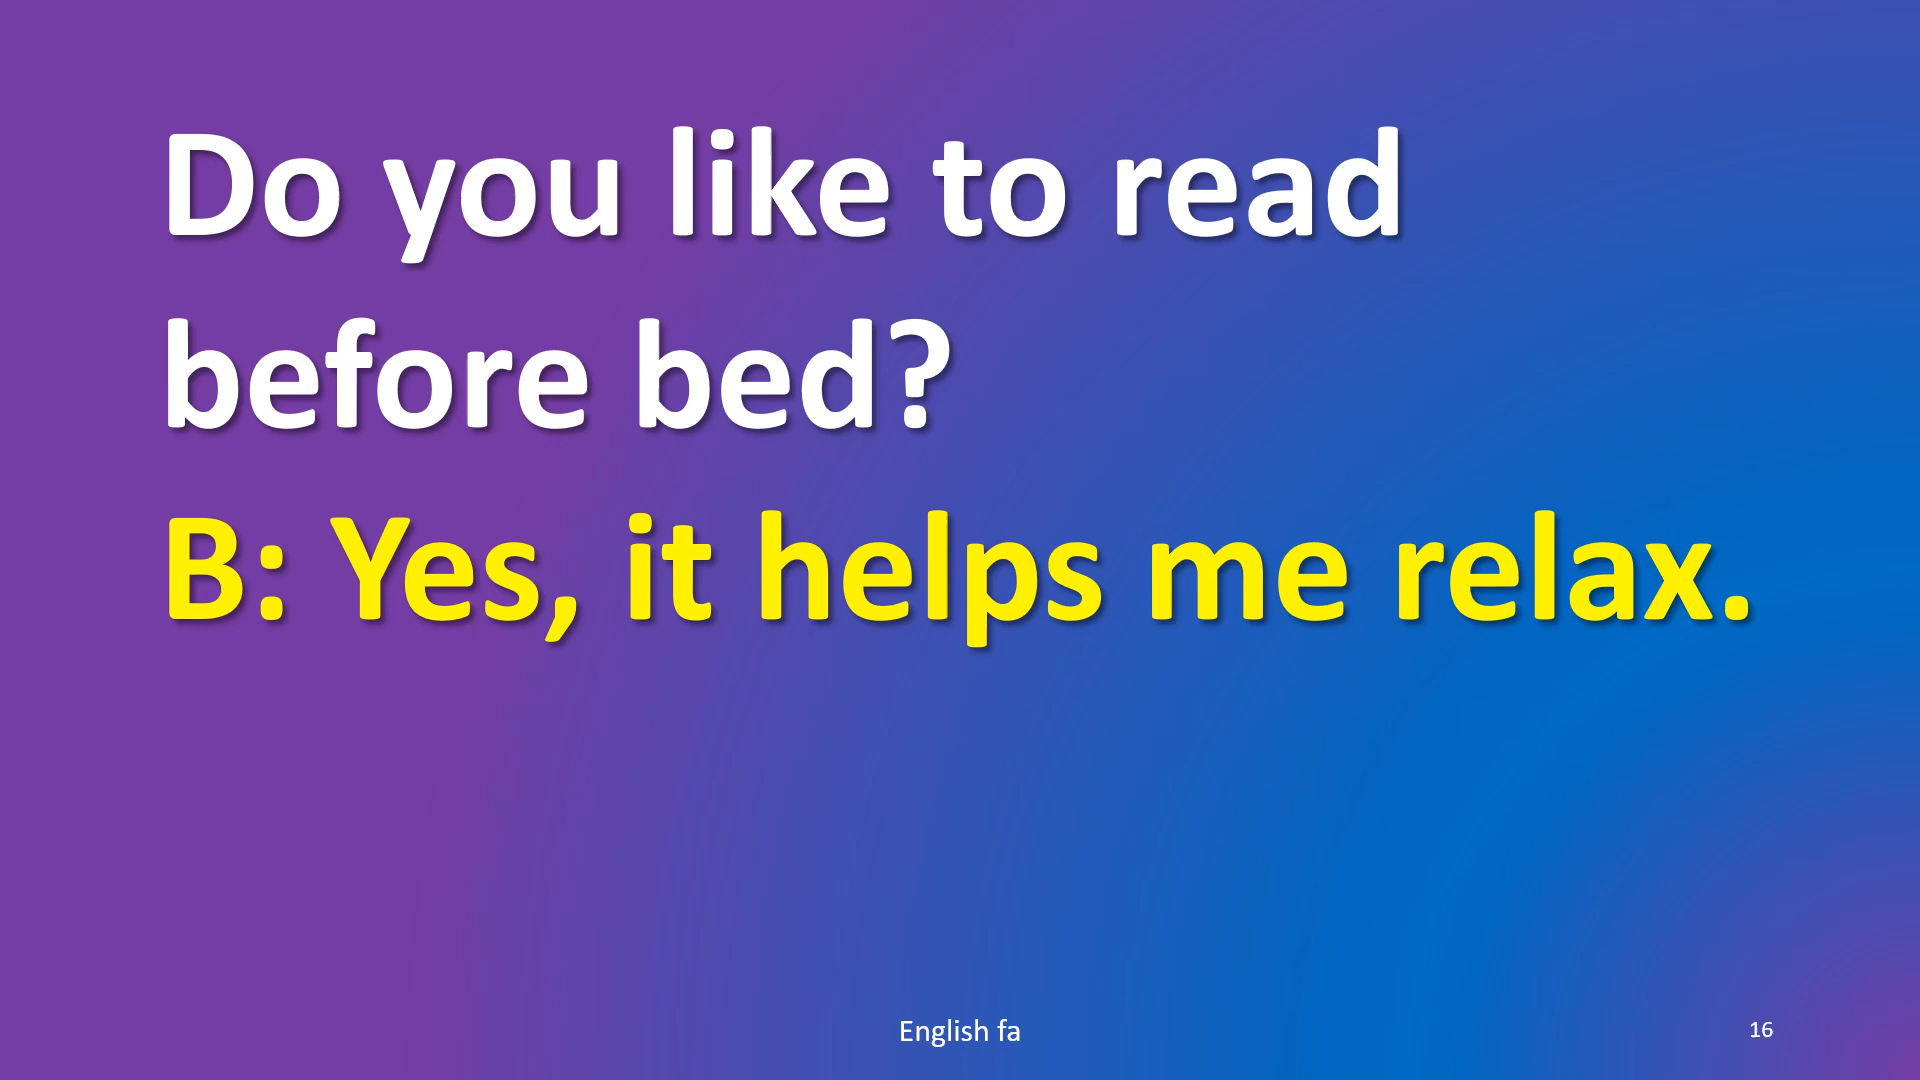 Do you like to read
before bed?
B: Yes, it helps me relax.
English fa
16